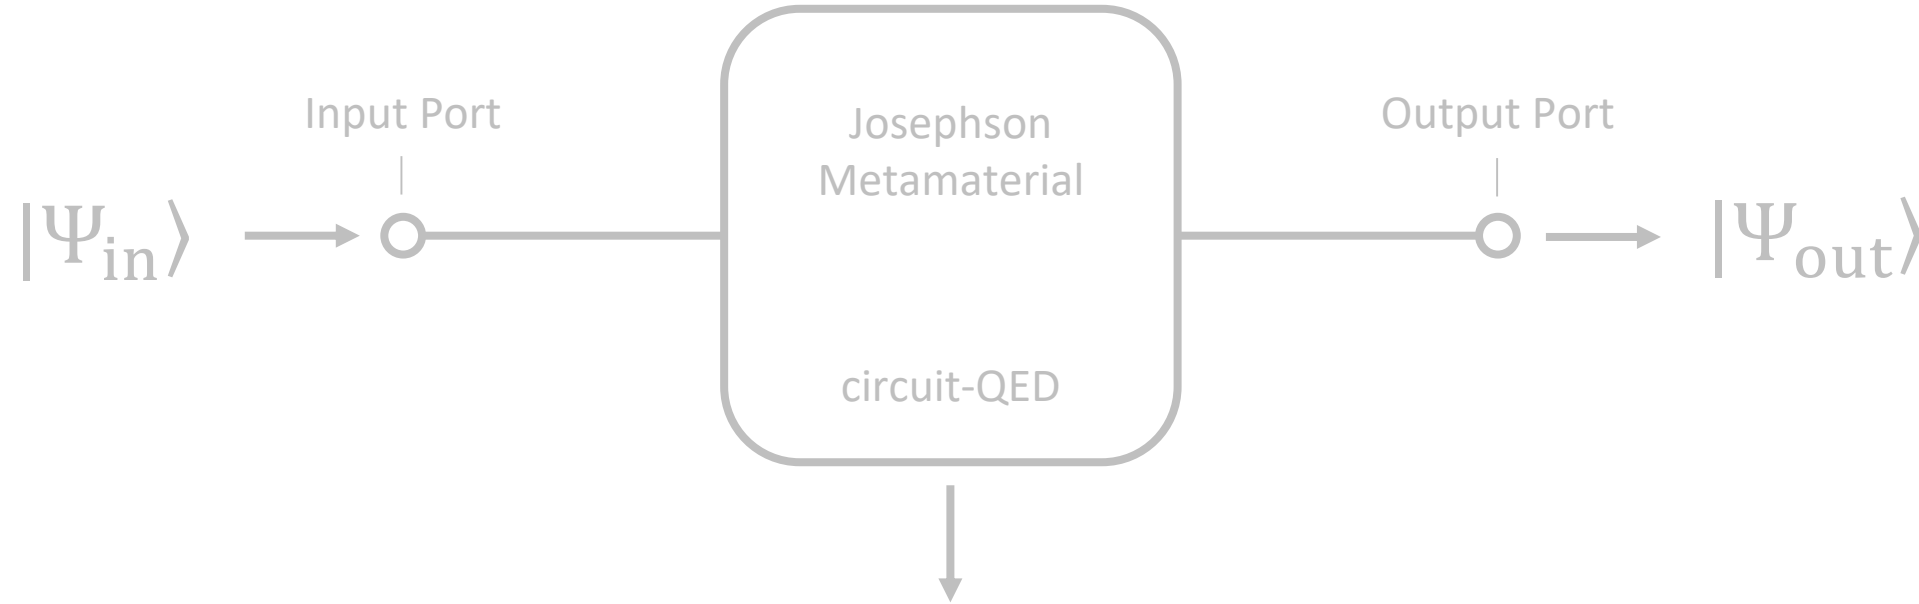 Input Port
Output Port
Josephson
Metamaterial
|Ψin⟩
|Ψout⟩
circuit-QED